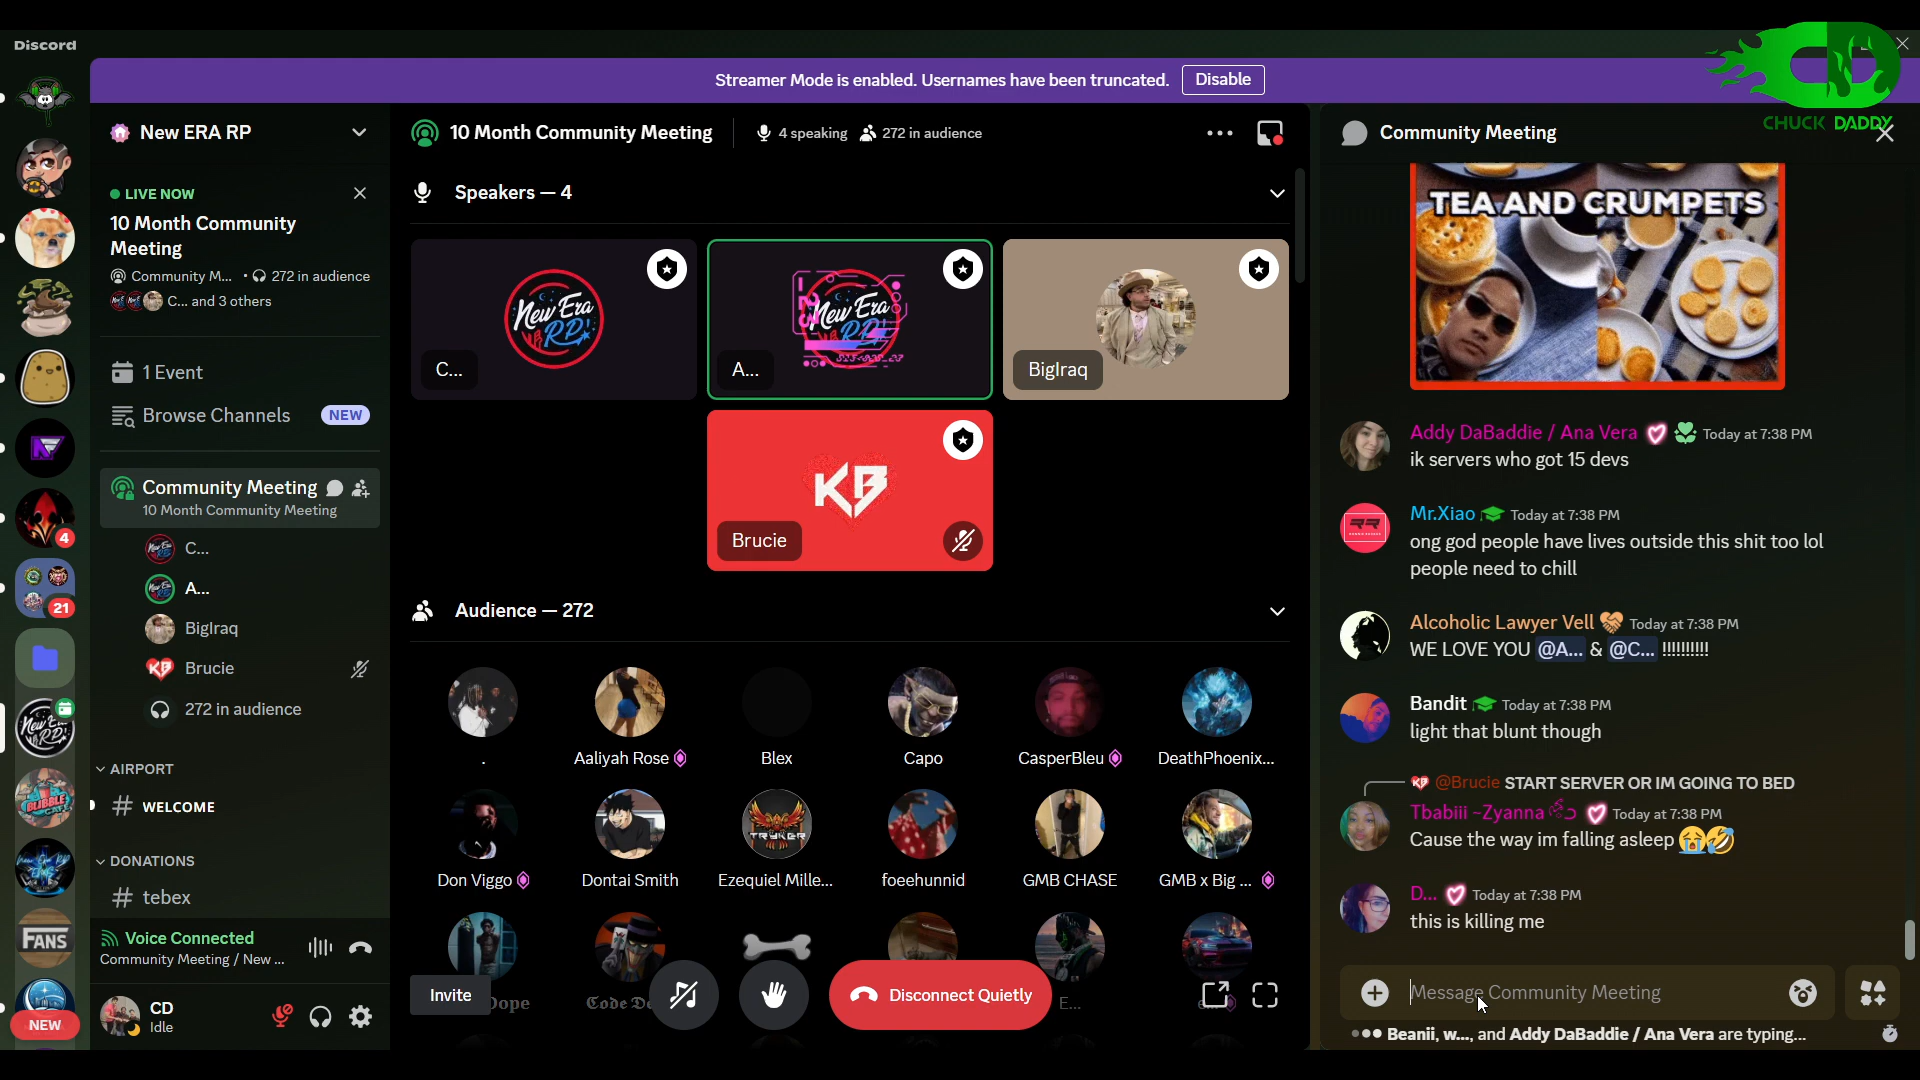 Discord
Streamer Mode is enabled. Usernames have been truncated. Disable
CHUCK DADDY
New ERA RP
LIVE NOW
10 Month Community
Meeting
Community M... • 272 in audience
C... and 3 others
1 Event
Browse Channels NEW
Community Meeting
10 Month Community Meeting
C...
A...
BigIraq
Brucie
272 in audience
AIRPORT
WELCOME
DONATIONS
tebex
Voice Connected
Community Meeting / New ...
CD
Idle
4
21
NEW
FANS
10 Month Community Meeting 4 speaking 272 in audience
Speakers — 4
New Era
RP
C...
New Era
RP
A...
BigIraq
KB
Brucie
Audience — 272
.
Aaliyah Rose
Blex
Capo
CasperBleu
DeathPhoenix...
Don Viggo
Dontai Smith
Ezequiel Mille...
foeehunnid
GMB CHASE
GMB x Big ...
Invite
Disconnect Quietly
E...
Community Meeting
TEA AND CRUMPETS
Addy DaBaddie / Ana Vera Today at 7:38 PM
ik servers who got 15 devs
Mr.Xiao Today at 7:38 PM
ong god people have lives outside this shit too lol
people need to chill
Alcoholic Lawyer Vell Today at 7:38 PM
WE LOVE YOU @A... & @C... !!!!!!!!!!
Bandit Today at 7:38 PM
light that blunt though
@Brucie START SERVER OR IM GOING TO BED
Tbabiii ~Zyanna Today at 7:38 PM
Cause the way im falling asleep 😭🤣
D... Today at 7:38 PM
this is killing me
Message Community Meeting
Beanii, w..., and Addy DaBaddie / Ana Vera are typing...